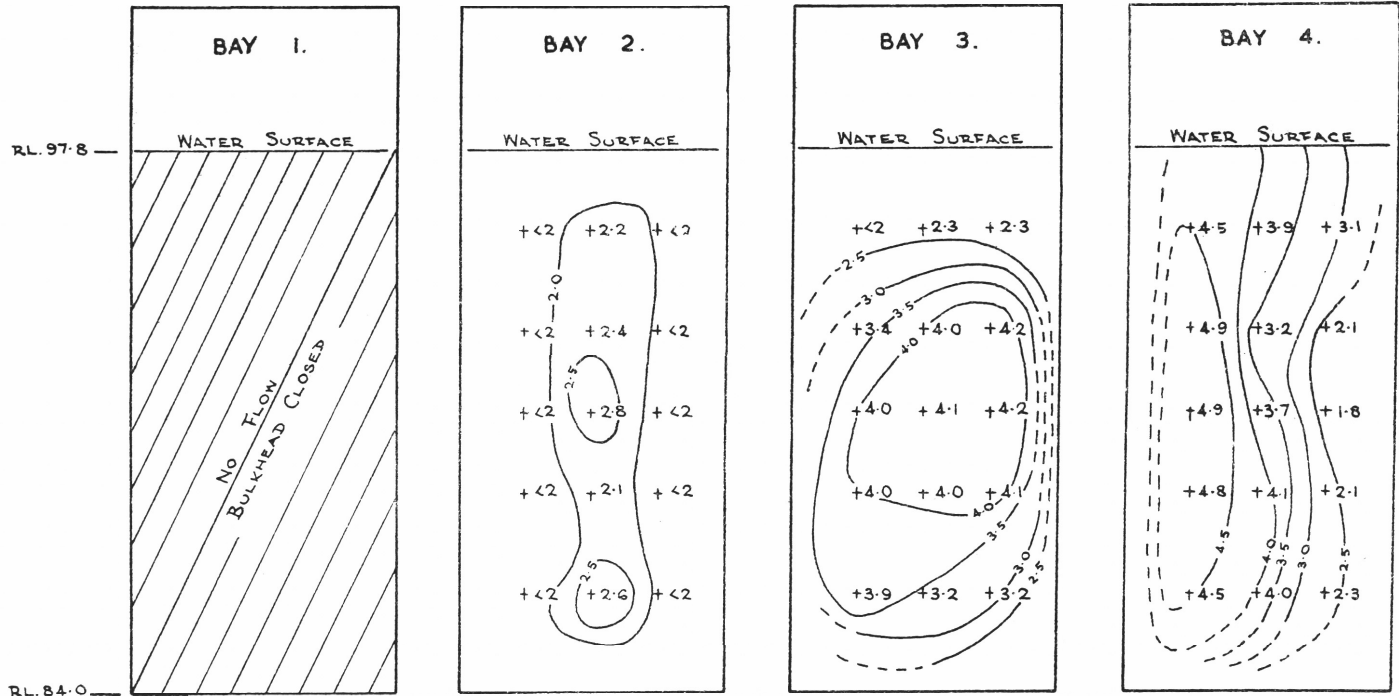 BAY 1.
BAY 2.
BAY 3.
BAY 4.
RL.97.8
WATER SURFACE
WATER SURFACE
WATER SURFACE
WATER SURFACE
NO FLOW
BULKHEAD CLOSED
RL.84.0
+<2 +2.2 +<2
2.0
+<2 +2.4 +<2
2.5
+<2 +2.8 +<2
+<2 +2.1 +<2
2.5
+<2 +2.6 +<2
+<2 +2.3 +2.3
2.5
3.0
3.5
+3.4 +4.0 +4.2
4.0
+4.0 +4.1 +4.2
+4.0 +4.0 +4.1
4.0
3.5
3.0
2.5
+3.9 +3.2 +3.2
+4.5 +3.9 +3.1
+4.9 +3.2 +2.1
+4.9 +3.7 +1.8
+4.8 +4.1 +2.1
4.5 4.0 3.5 3.0 2.5
+4.5 +4.0 +2.3